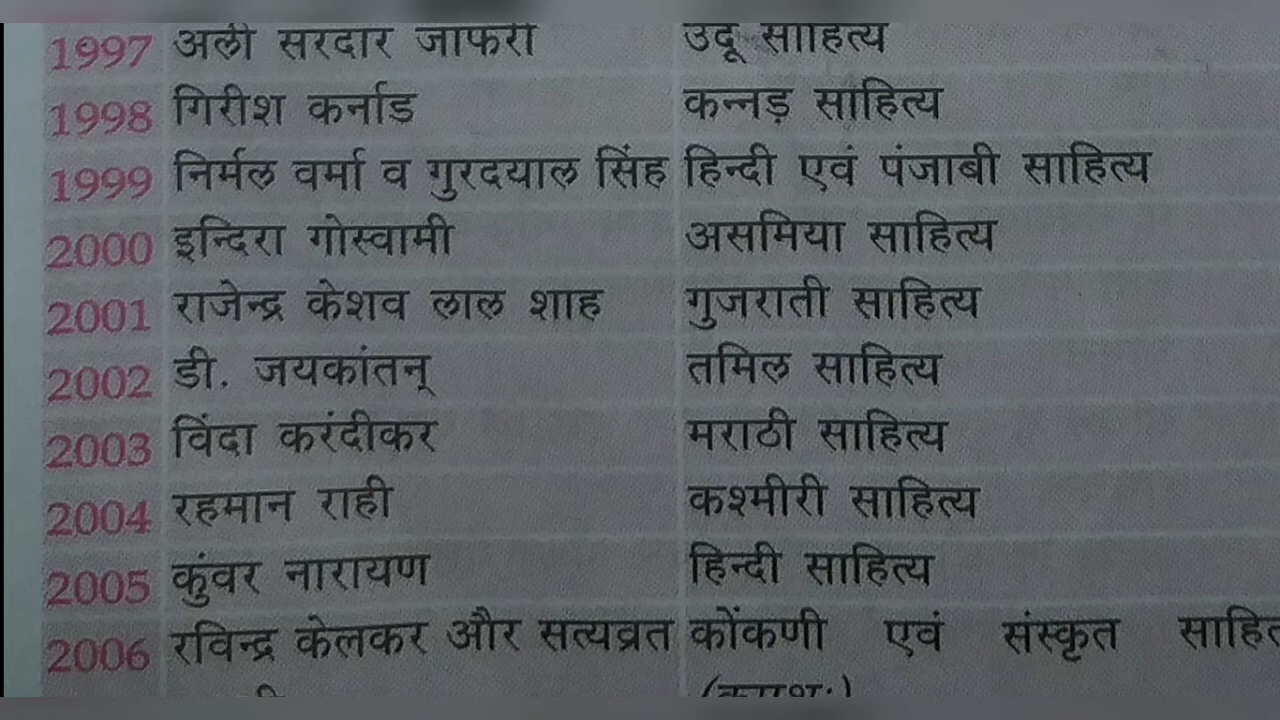 1997 अली सरदार जाफरी उर्दू साहित्य
1998 गिरीश कर्नाड कन्नड़ साहित्य
1999 निर्मल वर्मा व गुरदयाल सिंह हिन्दी एवं पंजाबी साहित्य
2000 इन्दिरा गोस्वामी असमिया साहित्य
2001 राजेन्द्र केशव लाल शाह गुजराती साहित्य
2002 डी. जयकांतन् तमिल साहित्य
2003 विंदा करंदीकर मराठी साहित्य
2004 रहमान राही कश्मीरी साहित्य
2005 कुंवर नारायण हिन्दी साहित्य
2006 रविन्द्र केलकर और सत्यव्रत कोंकणी एवं संस्कृत